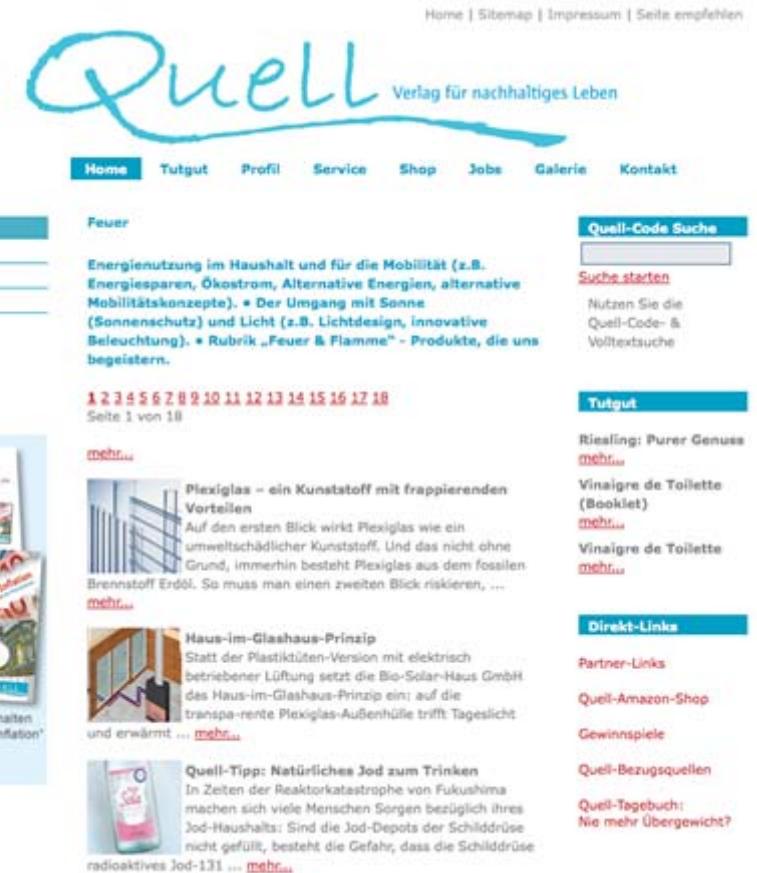 Home | Sitemap | Impressum | Seite empfehlen
Quell
Verlag für nachhaltiges Leben
Home Tutgut Profil Service Shop Jobs Galerie Kontakt
Feuer
Energienutzung im Haushalt und für die Mobilität (z.B.
Energiesparen, Ökostrom, Alternative Energien, alternative
Mobilitätskonzepte). • Der Umgang mit Sonne
(Sonnenschutz) und Licht (z.B. Lichtdesign, innovative
Beleuchtung). • Rubrik „Feuer & Flamme" - Produkte, die uns
begeistern.
1 2 3 4 5 6 7 8 9 10 11 12 13 14 15 16 17 18
Seite 1 von 18
mehr...
Plexiglas – ein Kunststoff mit frappierenden
Vorteilen
Auf den ersten Blick wirkt Plexiglas wie ein
umweltschädlicher Kunststoff. Und das nicht ohne
Grund, immerhin besteht Plexiglas aus dem fossilen
Brennstoff Erdöl. So muss man einen zweiten Blick riskieren, ...
mehr...
Haus-im-Glashaus-Prinzip
Statt der Plastiktüten-Version mit elektrisch
betriebener Lüftung setzt die Bio-Solar-Haus GmbH
das Haus-im-Glashaus-Prinzip ein: auf die
transpa-rente Plexiglas-Außenhülle trifft Tageslicht
und erwärmt ... mehr...
Quell-Tipp: Natürliches Jod zum Trinken
In Zeiten der Reaktorkatastrophe von Fukushima
machen sich viele Menschen Sorgen bezüglich ihres
Jod-Haushalts: Sind die Jod-Depots der Schilddrüse
nicht gefüllt, besteht die Gefahr, dass die Schilddrüse
radioaktives Jod-131 ... mehr...
Quell-Code Suche
Suche starten
Nutzen Sie die
Quell-Code- &
Volltextsuche
Tutgut
Riesling: Purer Genuss
mehr...
Vinaigre de Toilette
(Booklet)
mehr...
Vinaigre de Toilette
mehr...
Direkt-Links
Partner-Links
Quell-Amazon-Shop
Gewinnspiele
Quell-Bezugsquellen
Quell-Tagebuch:
Nie mehr Übergewicht?